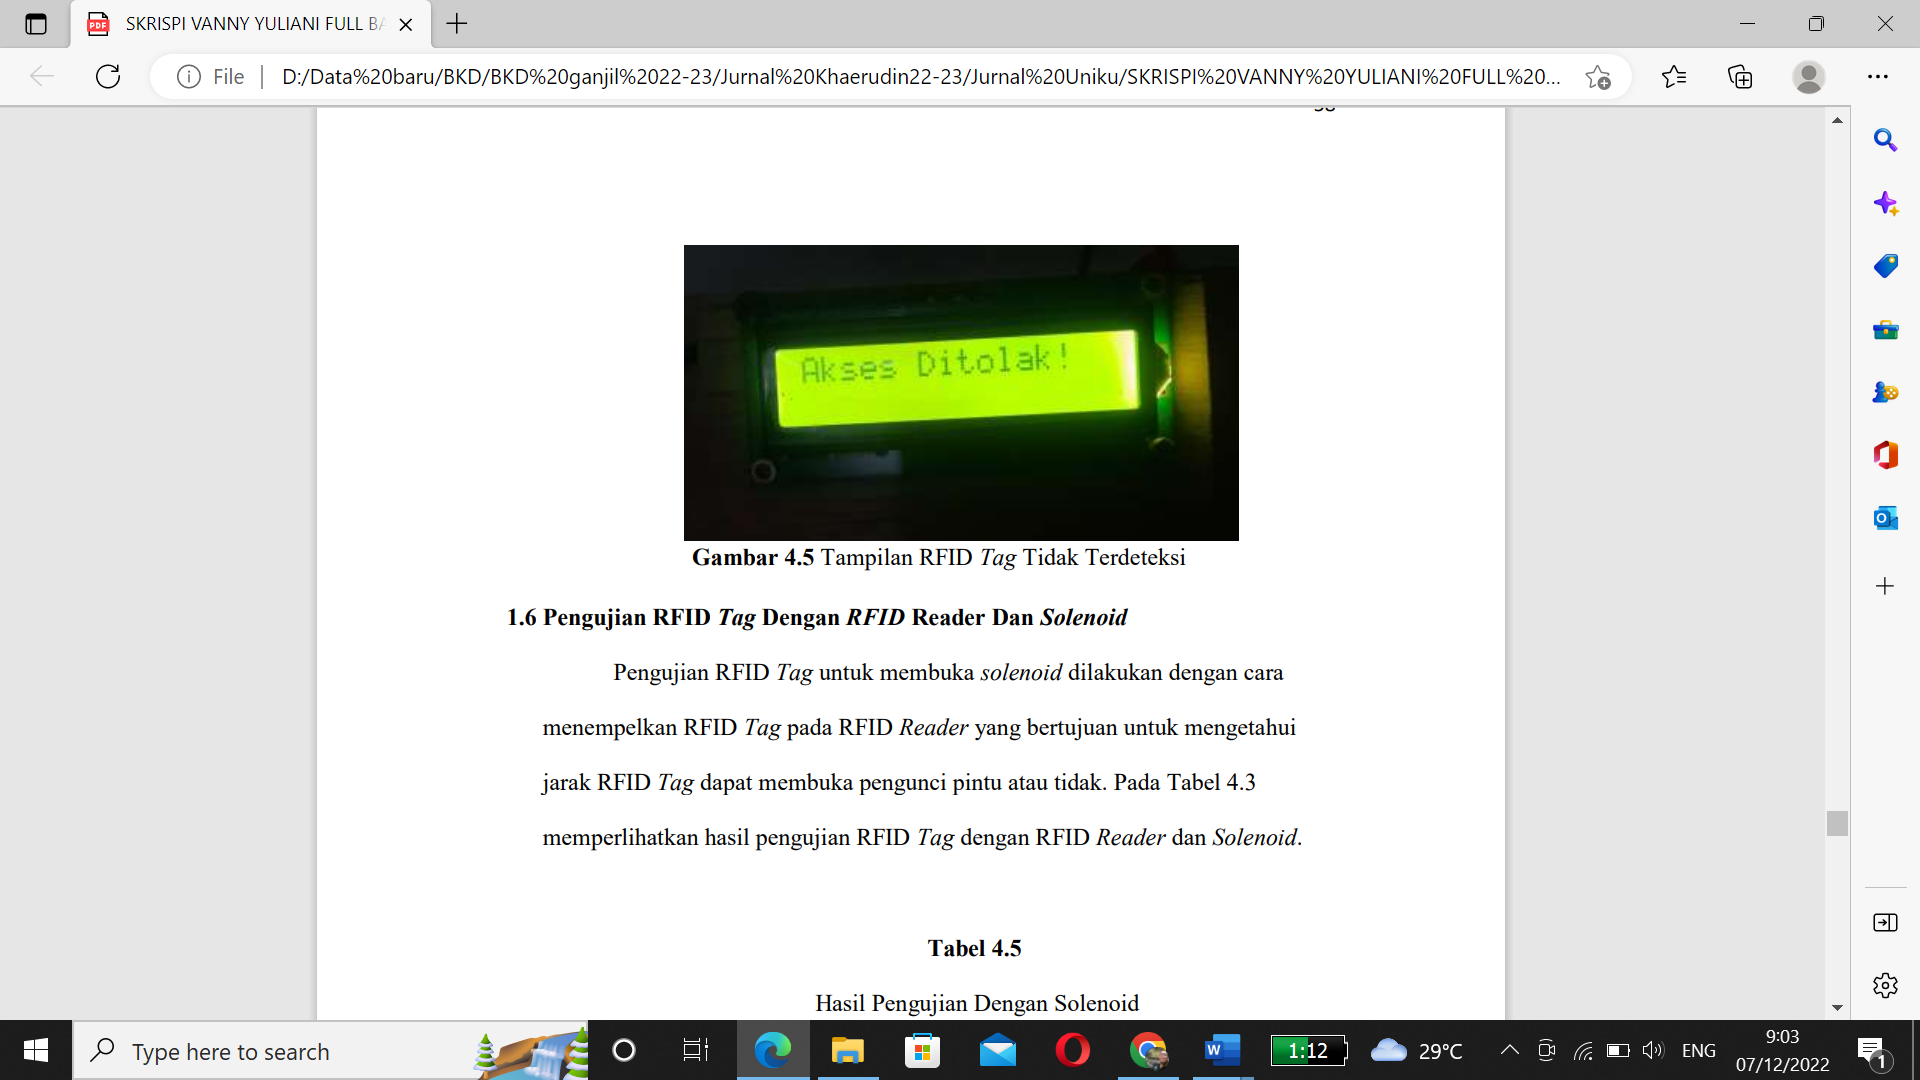 SKRISPI VANNY YULIANI FULL BA
File
D:/Data%20baru/BKD/BKD%20ganjil%2022-23/Jurnal%20Khaerudin22-23/Jurnal%20Uniku/SKRISPI%20VANNY%20YULIANI%20FULL%20...
Akses Ditolak!
Gambar 4.5 Tampilan RFID Tag Tidak Terdeteksi
1.6 Pengujian RFID Tag Dengan RFID Reader Dan Solenoid
Pengujian RFID Tag untuk membuka solenoid dilakukan dengan cara
menempelkan RFID Tag pada RFID Reader yang bertujuan untuk mengetahui
jarak RFID Tag dapat membuka pengunci pintu atau tidak. Pada Tabel 4.3
memperlihatkan hasil pengujian RFID Tag dengan RFID Reader dan Solenoid.
Tabel 4.5
Hasil Pengujian Dengan Solenoid
Type here to search
1:12
29°C
ENG
9:03
07/12/2022
1